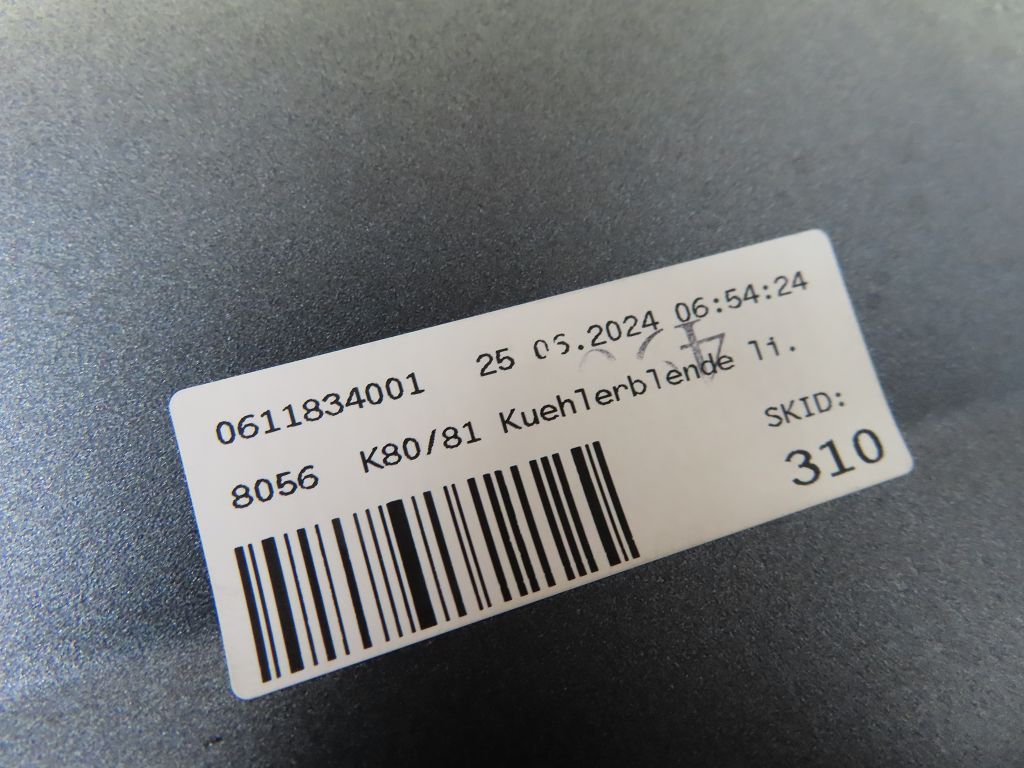 0611834001 25 06.2024 06:54:24
8056 K80/81 Kuehlerblende li.
SKID:
310